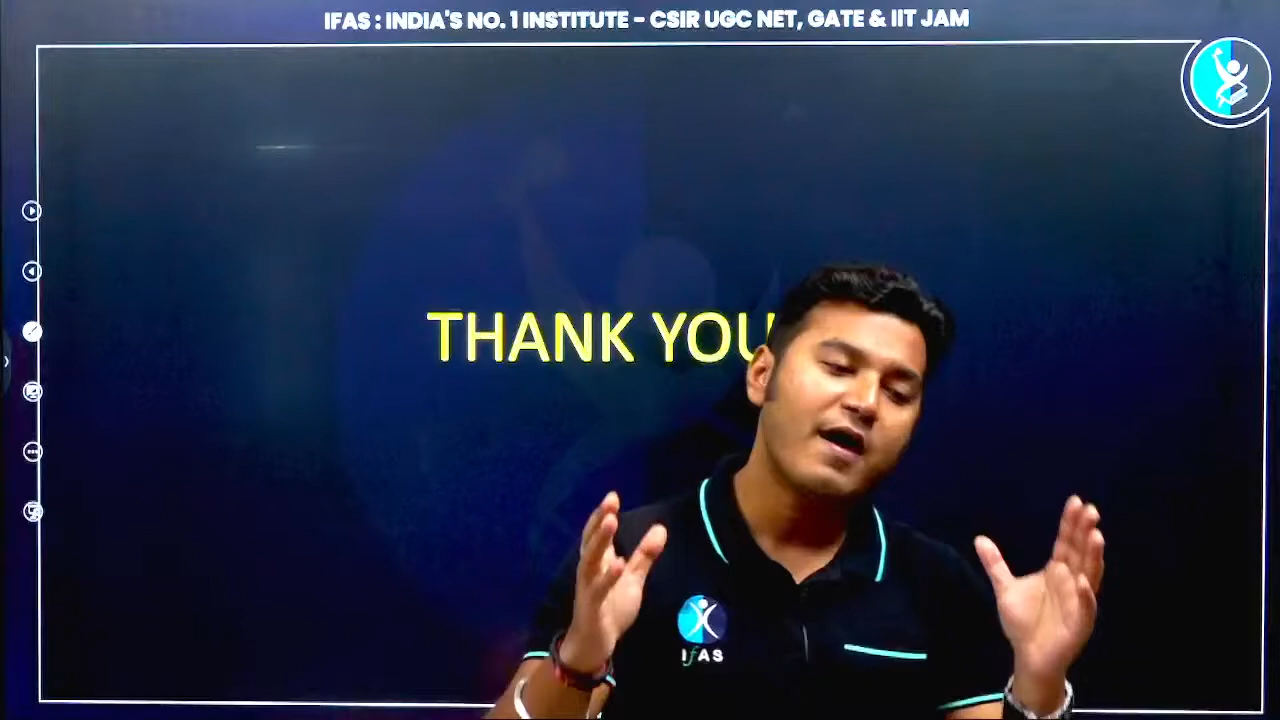 IFAS : INDIA'S NO. 1 INSTITUTE - CSIR UGC NET, GATE & IIT JAM
THANK YOU
IFAS